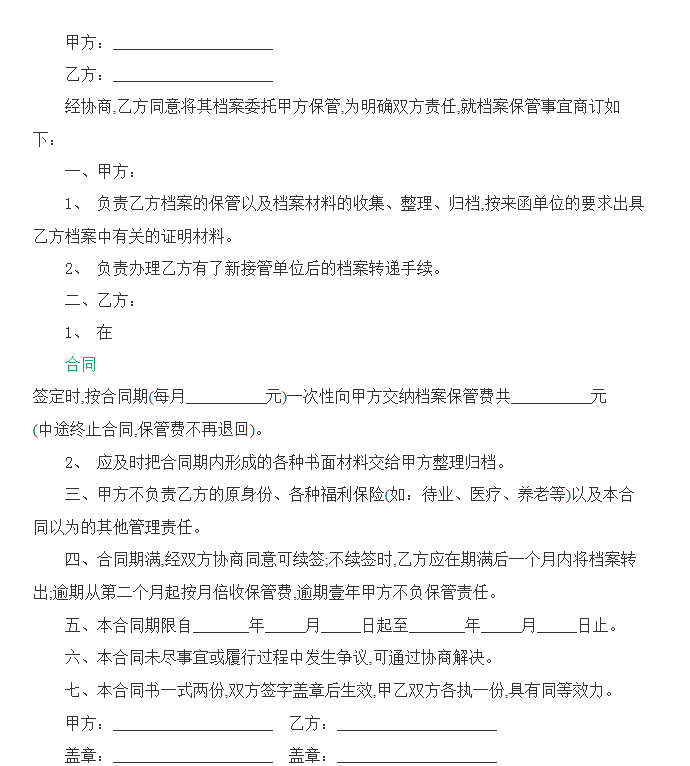 甲方：____________________
乙方：____________________
经协商,乙方同意将其档案委托甲方保管,为明确双方责任,就档案保管事宜商订如
下：
一、甲方：
1、 负责乙方档案的保管以及档案材料的收集、整理、归档,按来函单位的要求出具
乙方档案中有关的证明材料。
2、 负责办理乙方有了新接管单位后的档案转递手续。
二、乙方：
1、 在
合同
签定时,按合同期(每月__________元)一次性向甲方交纳档案保管费共__________元
(中途终止合同,保管费不再退回)。
2、 应及时把合同期内形成的各种书面材料交给甲方整理归档。
三、甲方不负责乙方的原身份、各种福利保险(如：待业、医疗、养老等)以及本合
同以为的其他管理责任。
四、合同期满,经双方协商同意可续签;不续签时,乙方应在期满后一个月内将档案转
出;逾期从第二个月起按月倍收保管费,逾期壹年甲方不负保管责任。
五、本合同期限自_______年_____月_____日起至_______年_____月_____日止。
六、本合同未尽事宜或履行过程中发生争议,可通过协商解决。
七、本合同书一式两份,双方签字盖章后生效,甲乙双方各执一份,具有同等效力。
甲方：____________________ 乙方：____________________
盖章：____________________ 盖章：____________________